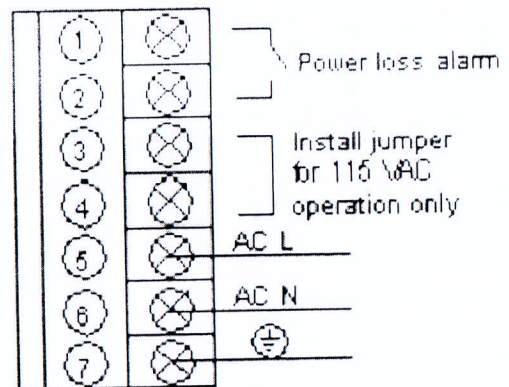 1
Power loss alarm
2
3
Install jumper
for 115 VAC
4
operation only
5
AC L
6
AC N
7